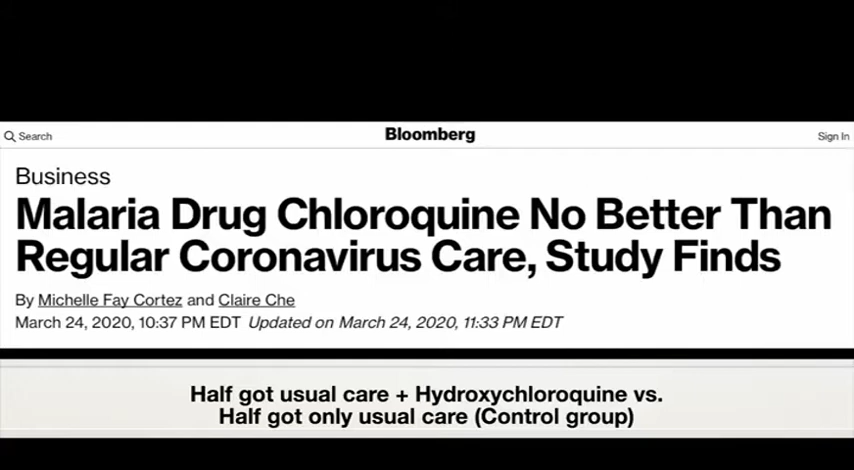 Search
Bloomberg
Sign In
Business
Malaria Drug Chloroquine No Better Than
Regular Coronavirus Care, Study Finds
By Michelle Fay Cortez and Claire Che
March 24, 2020, 10:37 PM EDT Updated on March 24, 2020, 11:33 PM EDT
Half got usual care + Hydroxychloroquine vs.
Half got only usual care (Control group)